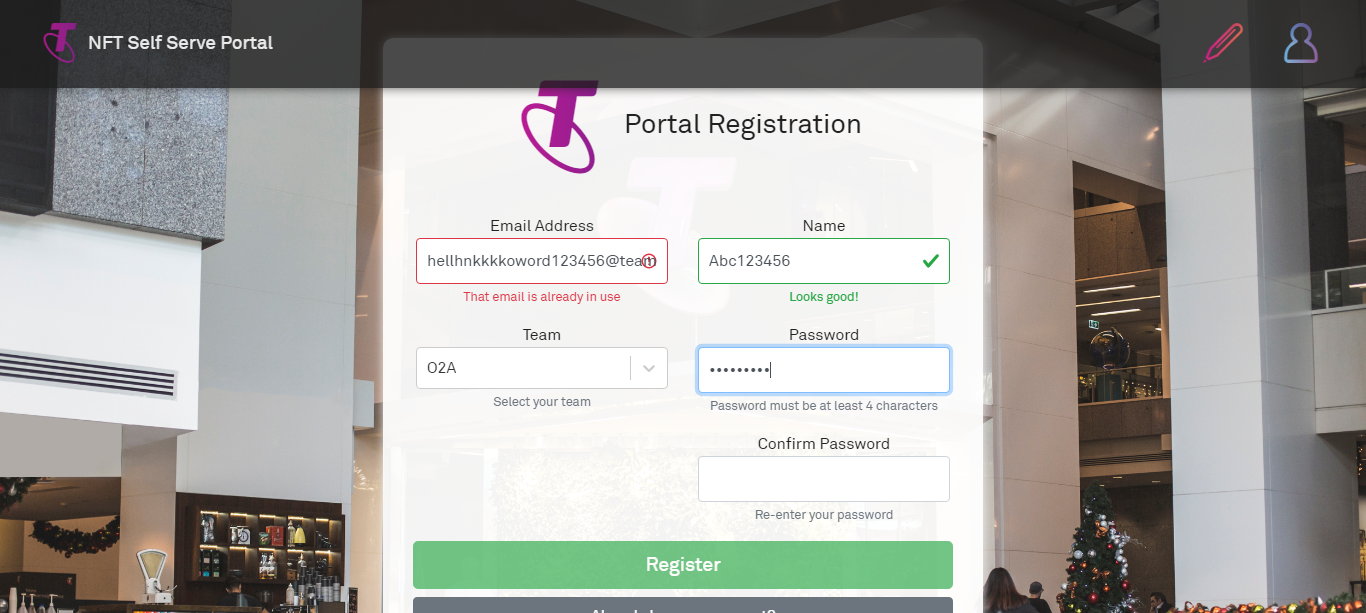 NFT Self Serve Portal
Portal Registration
Email Address
Name
hellhnkkkkoword123456@team
Abc123456
That email is already in use
Looks good!
Team
Password
O2A
•••••••••
Select your team
Password must be at least 4 characters
Confirm Password
Re-enter your password
Register